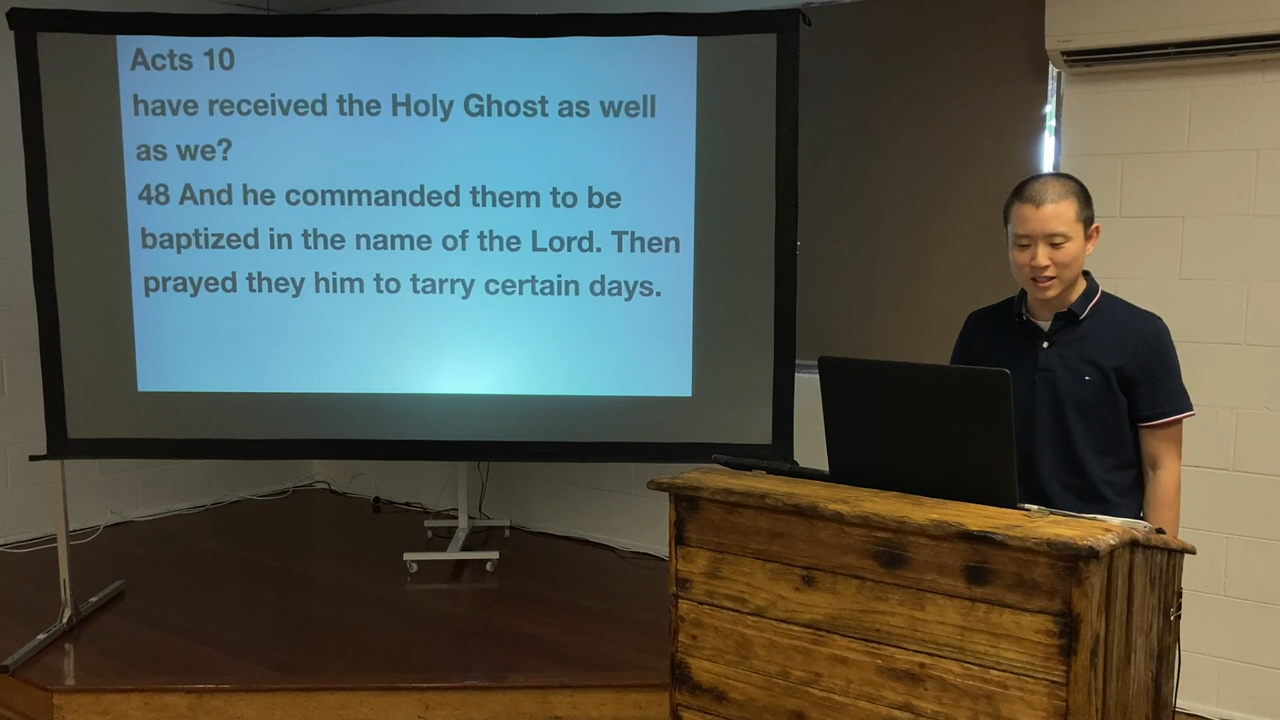 Acts 10
have received the Holy Ghost as well
as we?
48 And he commanded them to be
baptized in the name of the Lord. Then
prayed they him to tarry certain days.